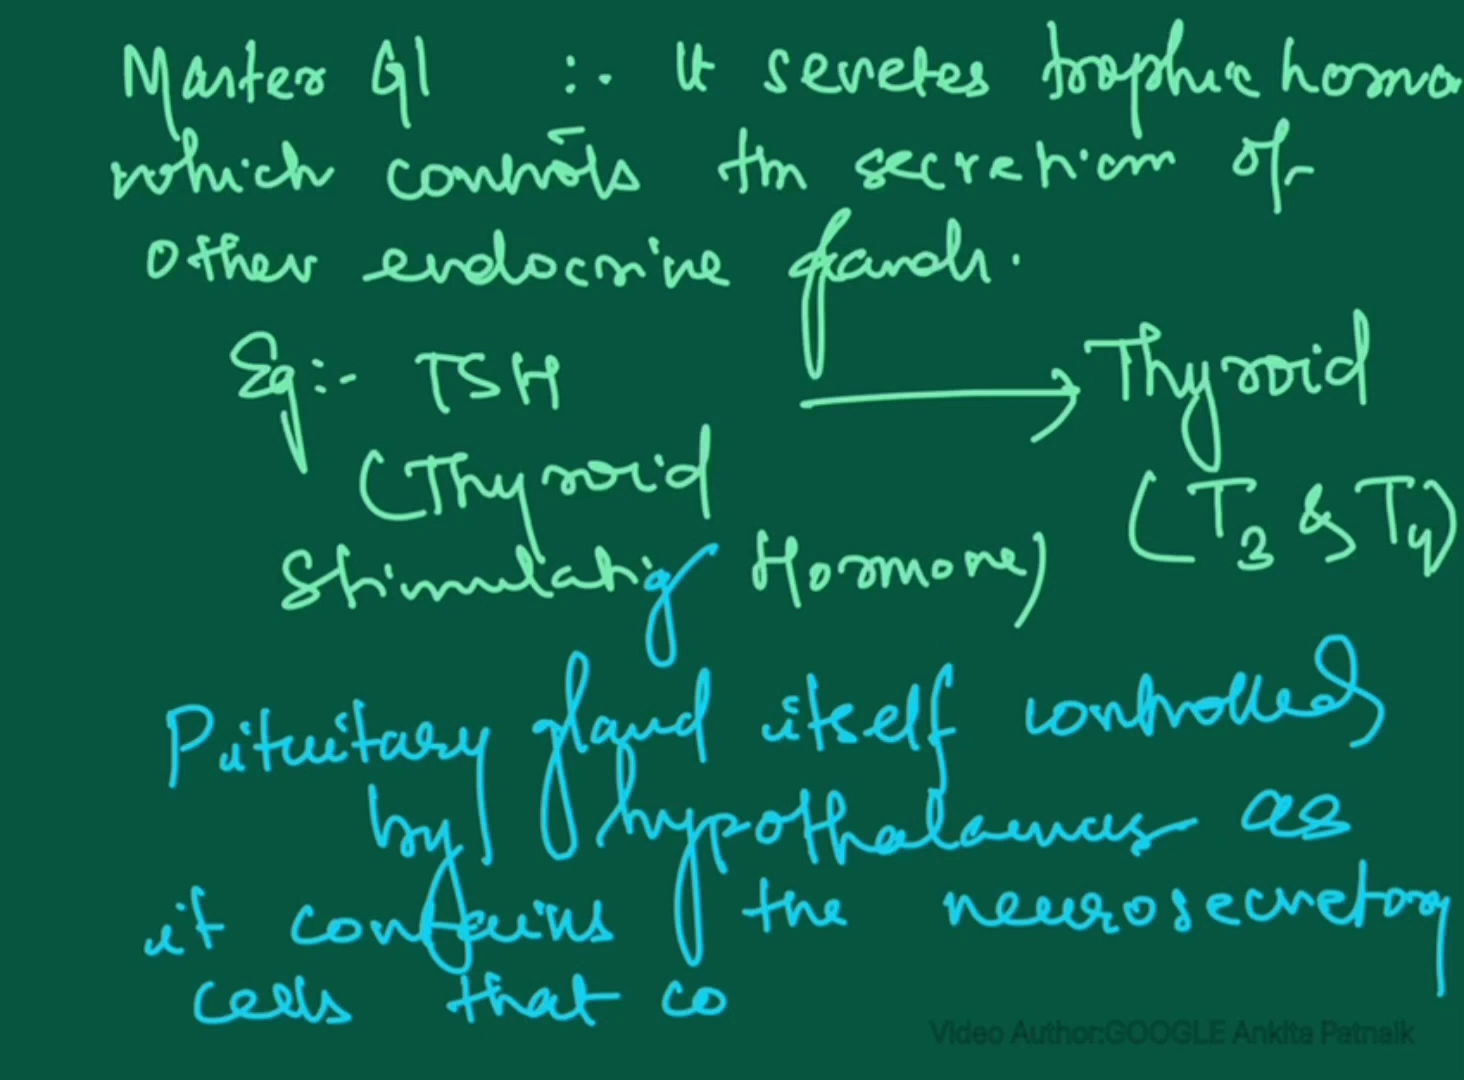 Master Gl :- It secretes trophic hormo
which controls the secretion of
other endocrine glands.
Eg:- TSH → Thyroid
(Thyroid (T3 & T4)
Stimulatig Hormone)
Pituitary gland itself controlled
by hypothalamus as
it contains the neurosecretory
cells that co
Video Author:GOOGLE Ankita Patnaik